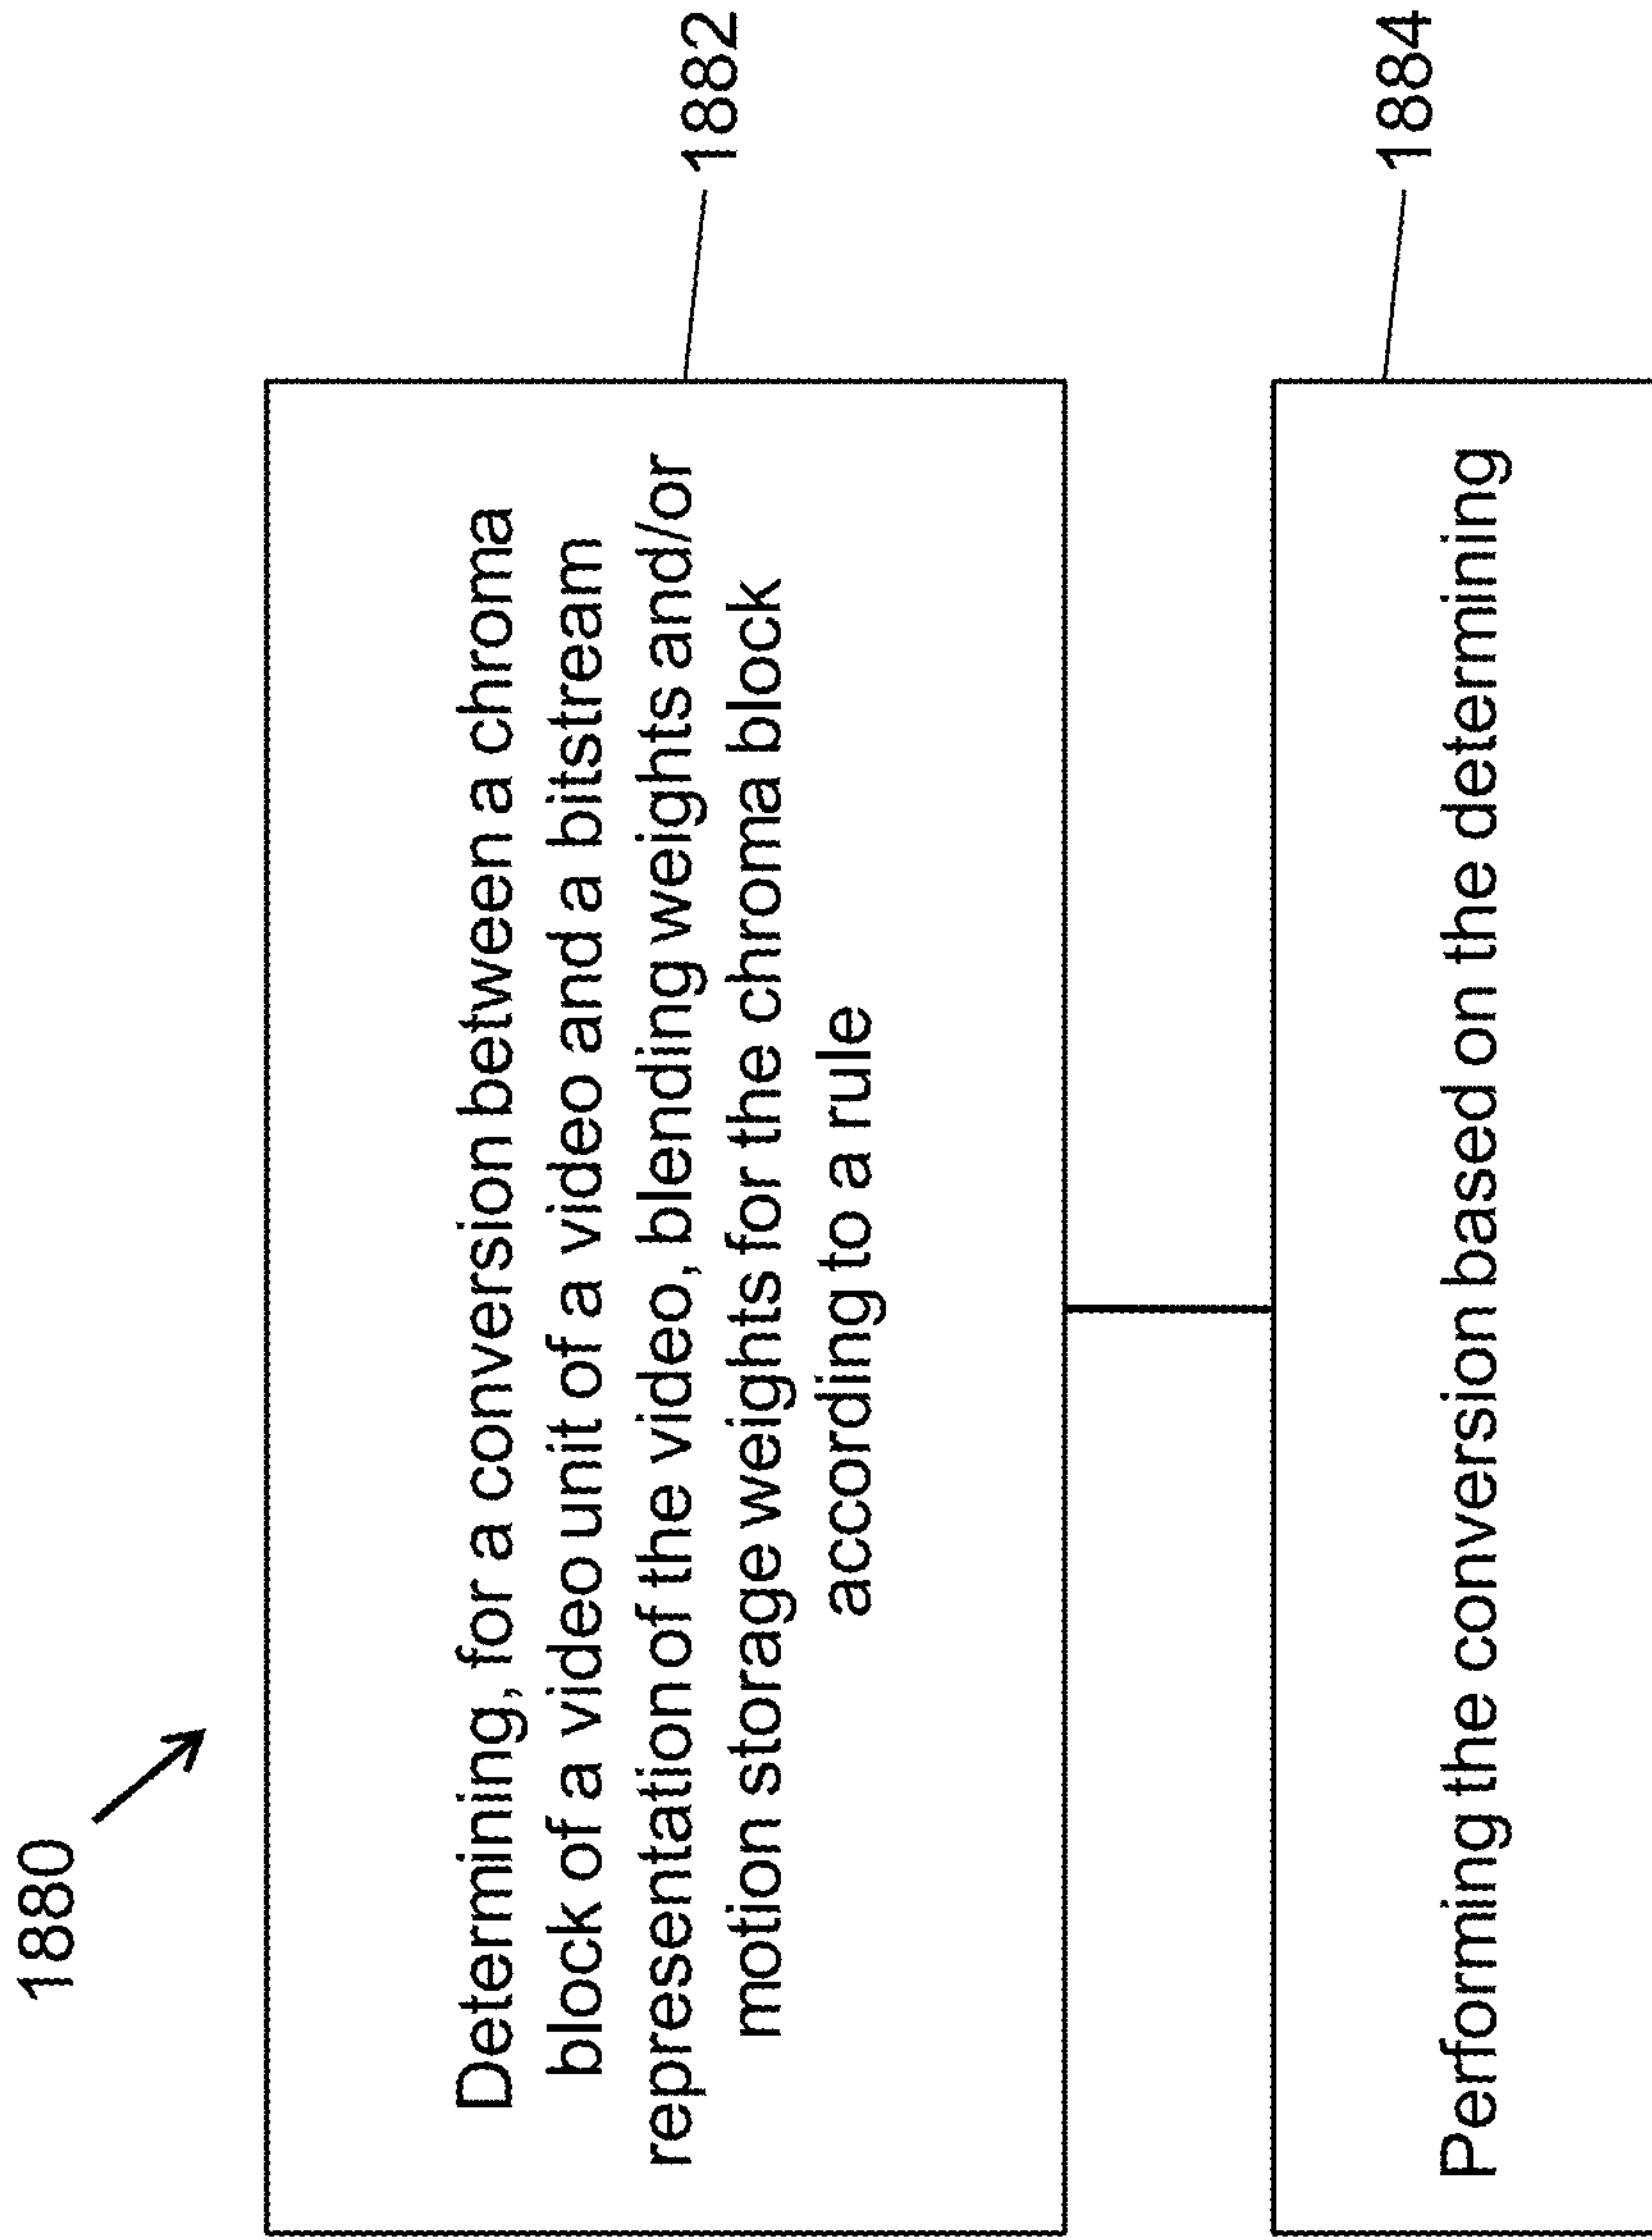 1880
Determining, for a conversion between a chroma
block of a video unit of a video and a bitstream
representation of the video, blending weights and/or
motion storage weights for the chroma block
according to a rule
1882
Performing the conversion based on the determining
1884